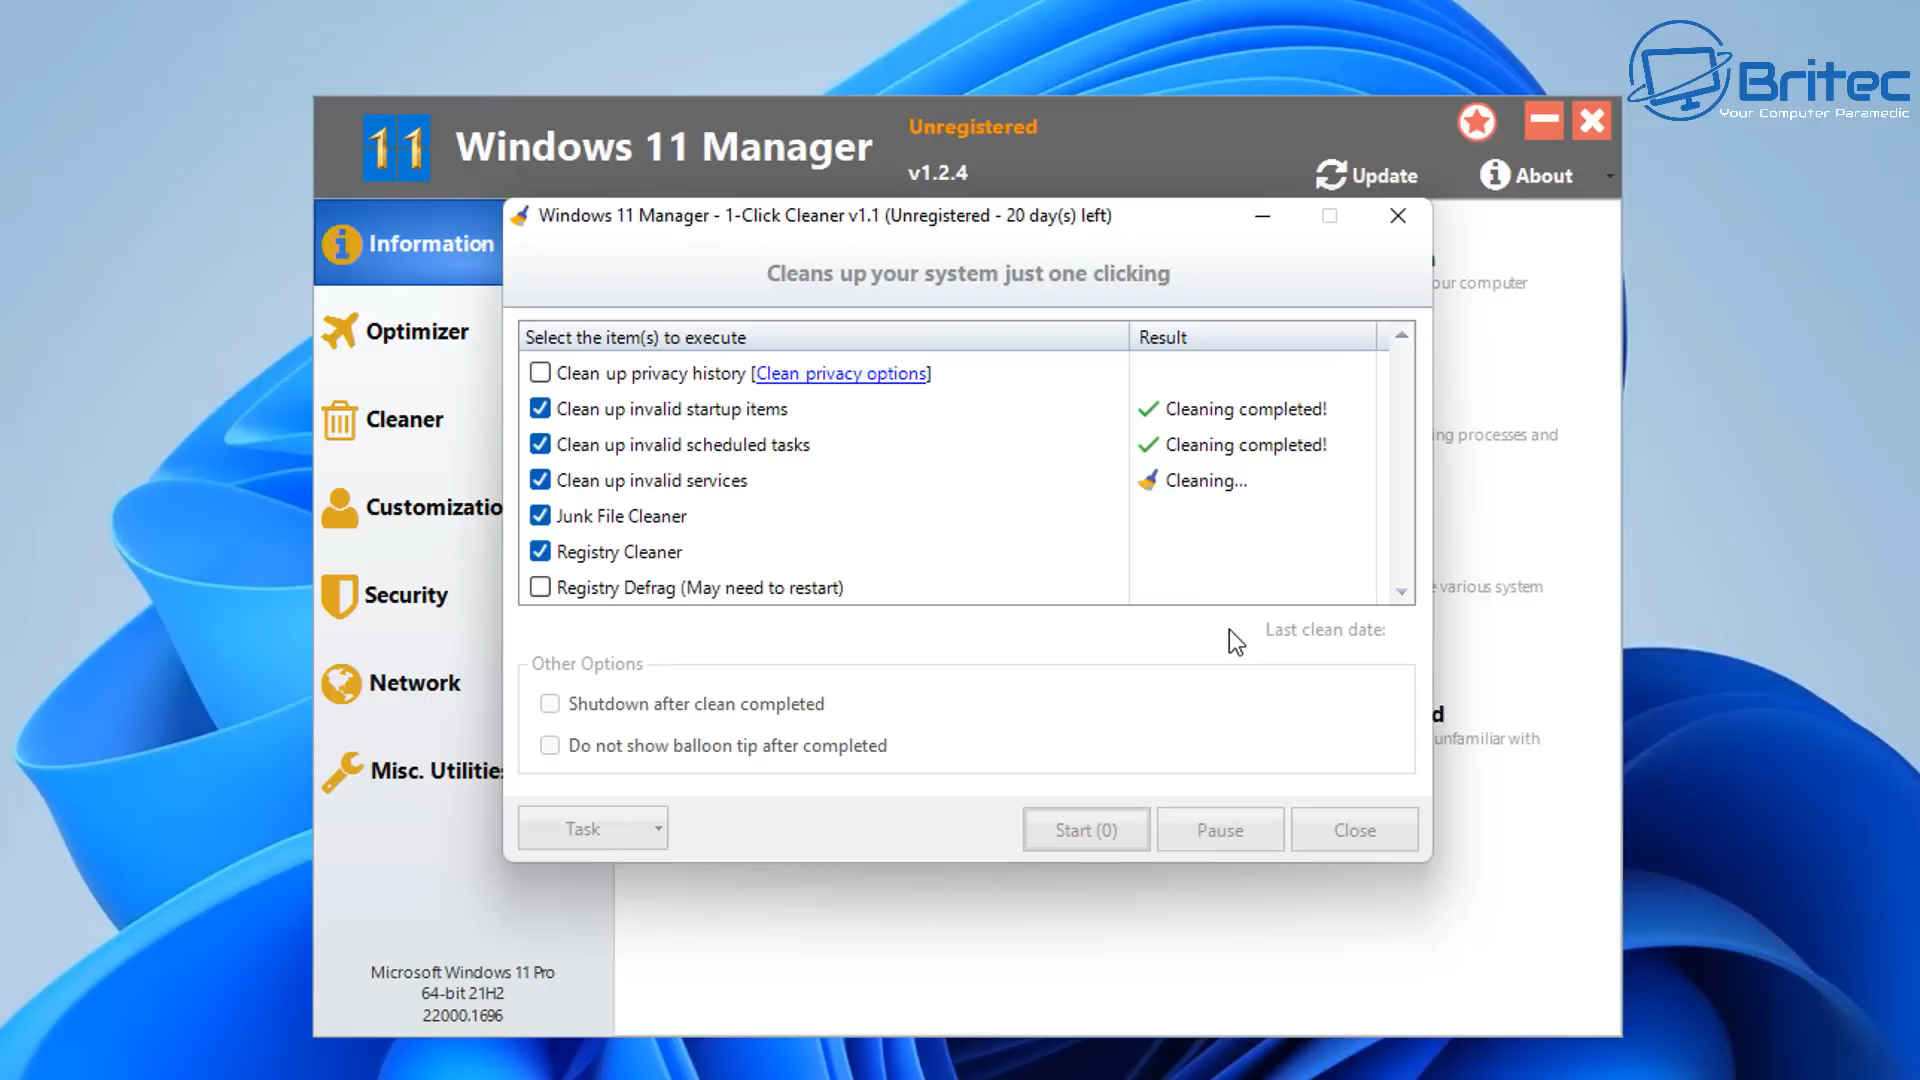 Britec
Your Computer Paramedic
11 Windows 11 Manager
Unregistered
v1.2.4
Update
About
Windows 11 Manager - 1-Click Cleaner v1.1 (Unregistered - 20 day(s) left)
Cleans up your system just one clicking
Information
Optimizer
Cleaner
Customizatio
Security
Network
Misc. Utilities
Microsoft Windows 11 Pro
64-bit 21H2
22000.1696
Select the item(s) to execute
Result
Clean up privacy history [Clean privacy options]
Clean up invalid startup items
Cleaning completed!
Clean up invalid scheduled tasks
Cleaning completed!
Clean up invalid services
Cleaning...
Junk File Cleaner
Registry Cleaner
Registry Defrag (May need to restart)
Last clean date:
Other Options
Shutdown after clean completed
Do not show balloon tip after completed
Task
Start (0)
Pause
Close
our computer
ing processes and
e various system
d
unfamiliar with